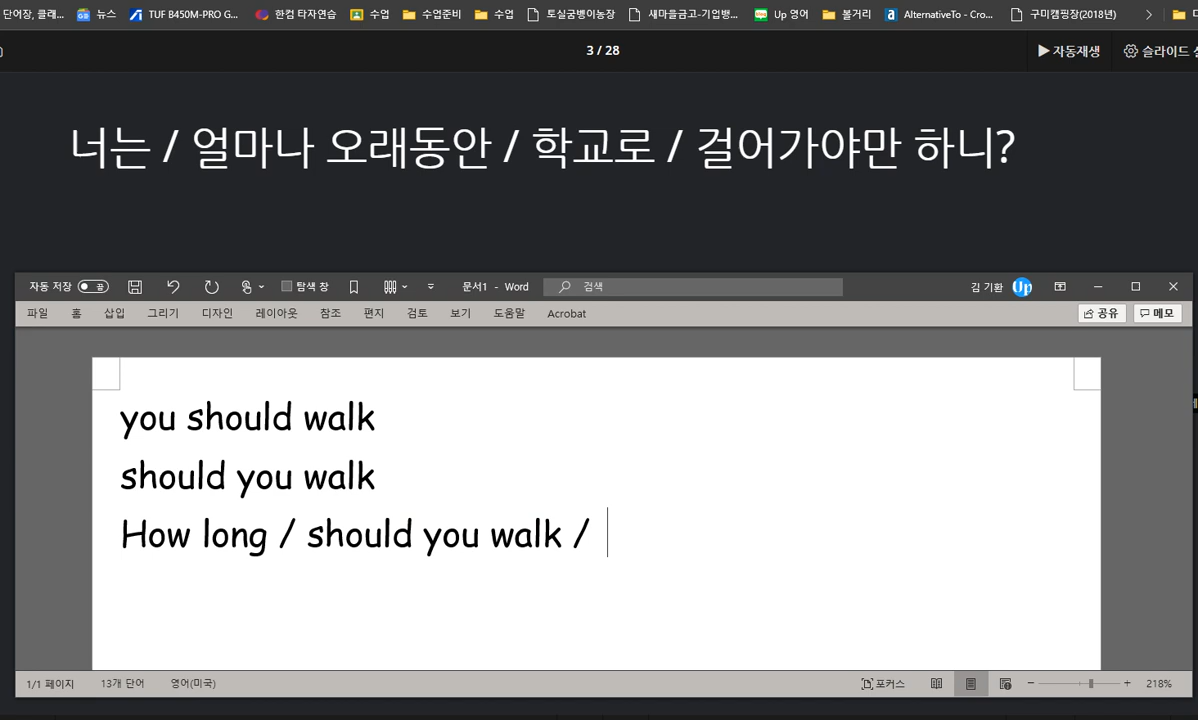 단어장, 클래... 뉴스 TUF B450M-PRO G... 한컴 타자연습 수업 수업준비 수업 토실굼벵이농장 새마을금고-기업뱅... Up 영어 볼거리 AlternativeTo - Cro... 구미캠핑장(2018년)
3 / 28 자동재생 슬라이드
너는 / 얼마나 오래동안 / 학교로 / 걸어가야만 하니?
자동 저장 끔 탐색 창 문서1 - Word 검색 김 기환 Up
파일 홈 삽입 그리기 디자인 레이아웃 참조 편지 검토 보기 도움말 Acrobat 공유 메모
you should walk
should you walk
How long / should you walk /
1/1 페이지 13개 단어 영어(미국) 포커스 218%